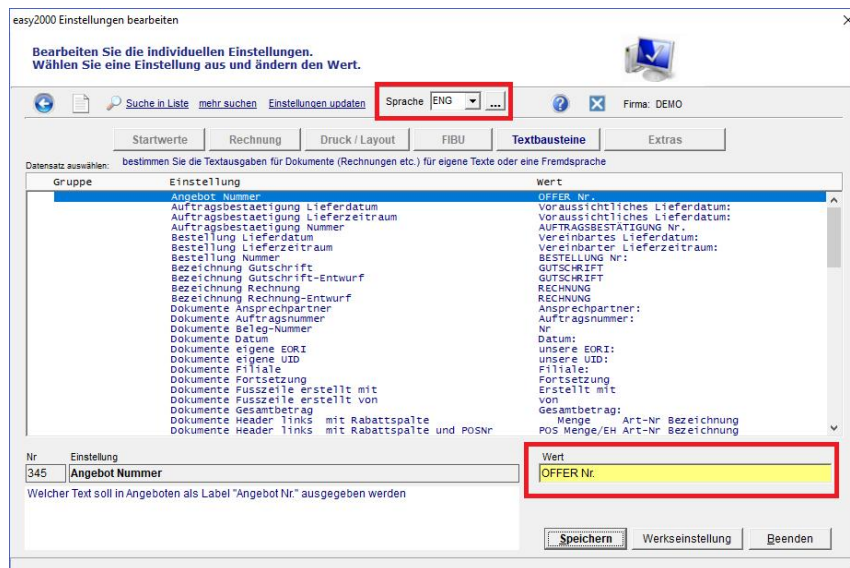 easy2000 Einstellungen bearbeiten
Bearbeiten Sie die individuellen Einstellungen.
Wählen Sie eine Einstellung aus und ändern den Wert.
Suche in Liste mehr suchen Einstellungen updaten Sprache ENG ... Firma: DEMO
Startwerte Rechnung Druck / Layout FIBU Textbausteine Extras
Datensatz auswählen: bestimmen Sie die Textausgaben für Dokumente (Rechnungen etc.) für eigene Texte oder eine Fremdsprache
Gruppe Einstellung Wert
Angebot Nummer OFFER Nr.
Auftragsbestaetigung Lieferdatum Voraussichtliches Lieferdatum:
Auftragsbestaetigung Lieferzeitraum Voraussichtliches Lieferdatum:
Auftragsbestaetigung Nummer AUFTRAGSBESTÄTIGUNG Nr.
Bestellung Lieferdatum Vereinbartes Lieferdatum:
Bestellung Lieferzeitraum Vereinbarter Lieferzeitraum:
Bestellung Nummer BESTELLUNG Nr:
Bezeichnung Gutschrift GUTSCHRIFT
Bezeichnung Gutschrift-Entwurf GUTSCHRIFT
Bezeichnung Rechnung RECHNUNG
Bezeichnung Rechnung-Entwurf RECHNUNG
Dokumente Ansprechpartner Ansprechpartner:
Dokumente Auftragsnummer Auftragsnummer:
Dokumente Beleg-Nummer Nr
Dokumente Datum Datum:
Dokumente eigene EORI unsere EORI:
Dokumente eigene UID unsere UID:
Dokumente Filiale Filiale:
Dokumente Fortsetzung Fortsetzung
Dokumente Fusszeile erstellt mit Erstellt mit
Dokumente Fusszeile erstellt von von
Dokumente Gesamtbetrag Gesamtbetrag:
Dokumente Header links mit Rabattspalte Menge Art-Nr Bezeichnung
Dokumente Header links mit Rabattspalte und POSNr POS Menge/EH Art-Nr Bezeichnung
Nr Einstellung Wert
345 Angebot Nummer OFFER Nr.
Welcher Text soll in Angeboten als Label "Angebot Nr." ausgegeben werden
Speichern Werkseinstellung Beenden